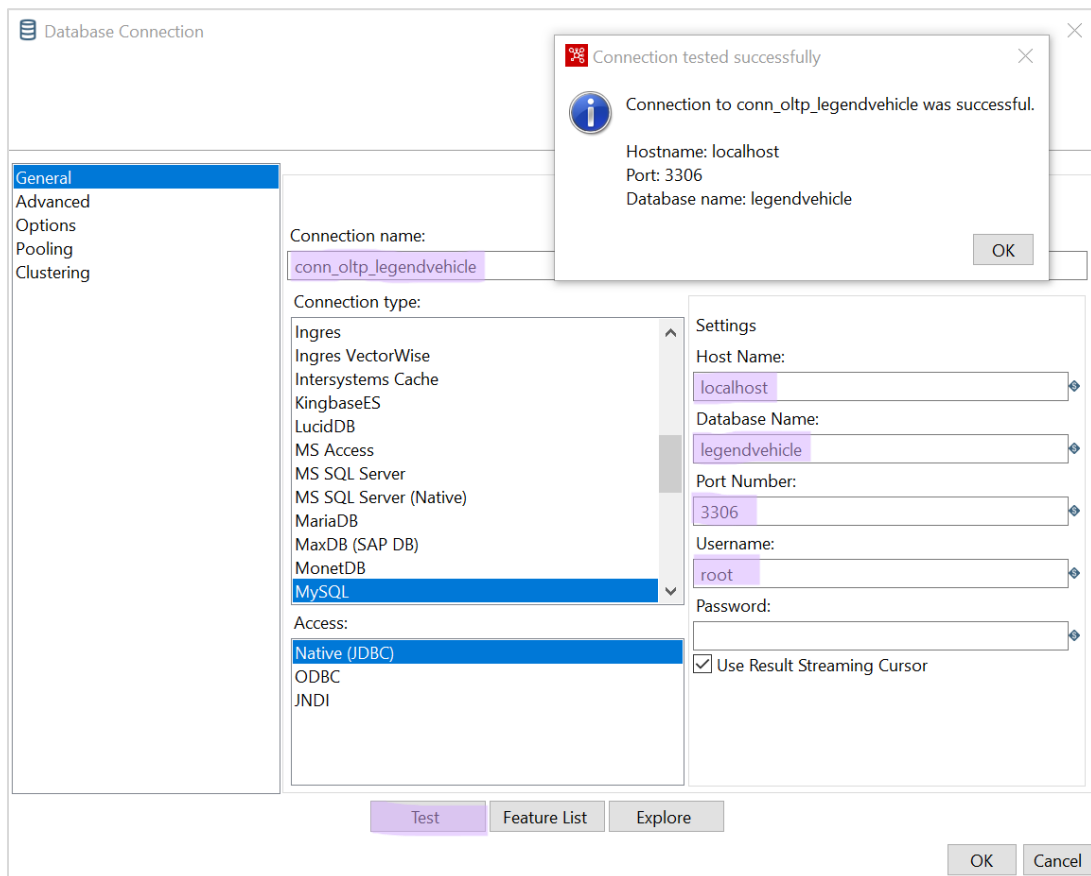 Database Connection
Connection tested successfully
Connection to conn_oltp_legendvehicle was successful.
Hostname: localhost
Port: 3306
Database name: legendvehicle
OK
General
Advanced
Options
Pooling
Clustering
Connection name:
conn_oltp_legendvehicle
Connection type:
Ingres
Ingres VectorWise
Intersystems Cache
KingbaseES
LucidDB
MS Access
MS SQL Server
MS SQL Server (Native)
MariaDB
MaxDB (SAP DB)
MonetDB
MySQL
Access:
Native (JDBC)
ODBC
JNDI
Settings
Host Name:
localhost
Database Name:
legendvehicle
Port Number:
3306
Username:
root
Password:
Use Result Streaming Cursor
Test
Feature List
Explore
OK
Cancel